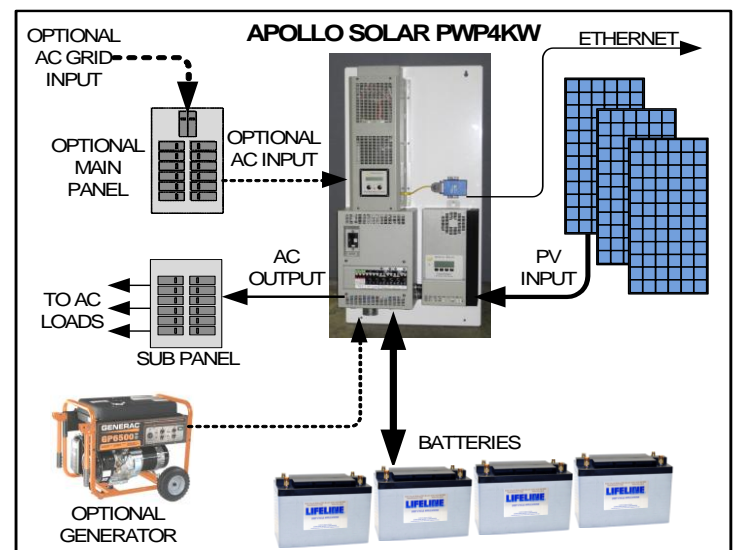 APOLLO SOLAR PWP4KW
OPTIONAL
AC GRID
INPUT
ETHERNET
OPTIONAL
MAIN
PANEL
OPTIONAL
AC INPUT
AC
OUTPUT
PV
INPUT
TO AC
LOADS
SUB PANEL
GENERAC
GP6500
BATTERIES
OPTIONAL
GENERATOR
LIFELINE
LIFELINE
LIFELINE
LIFELINE